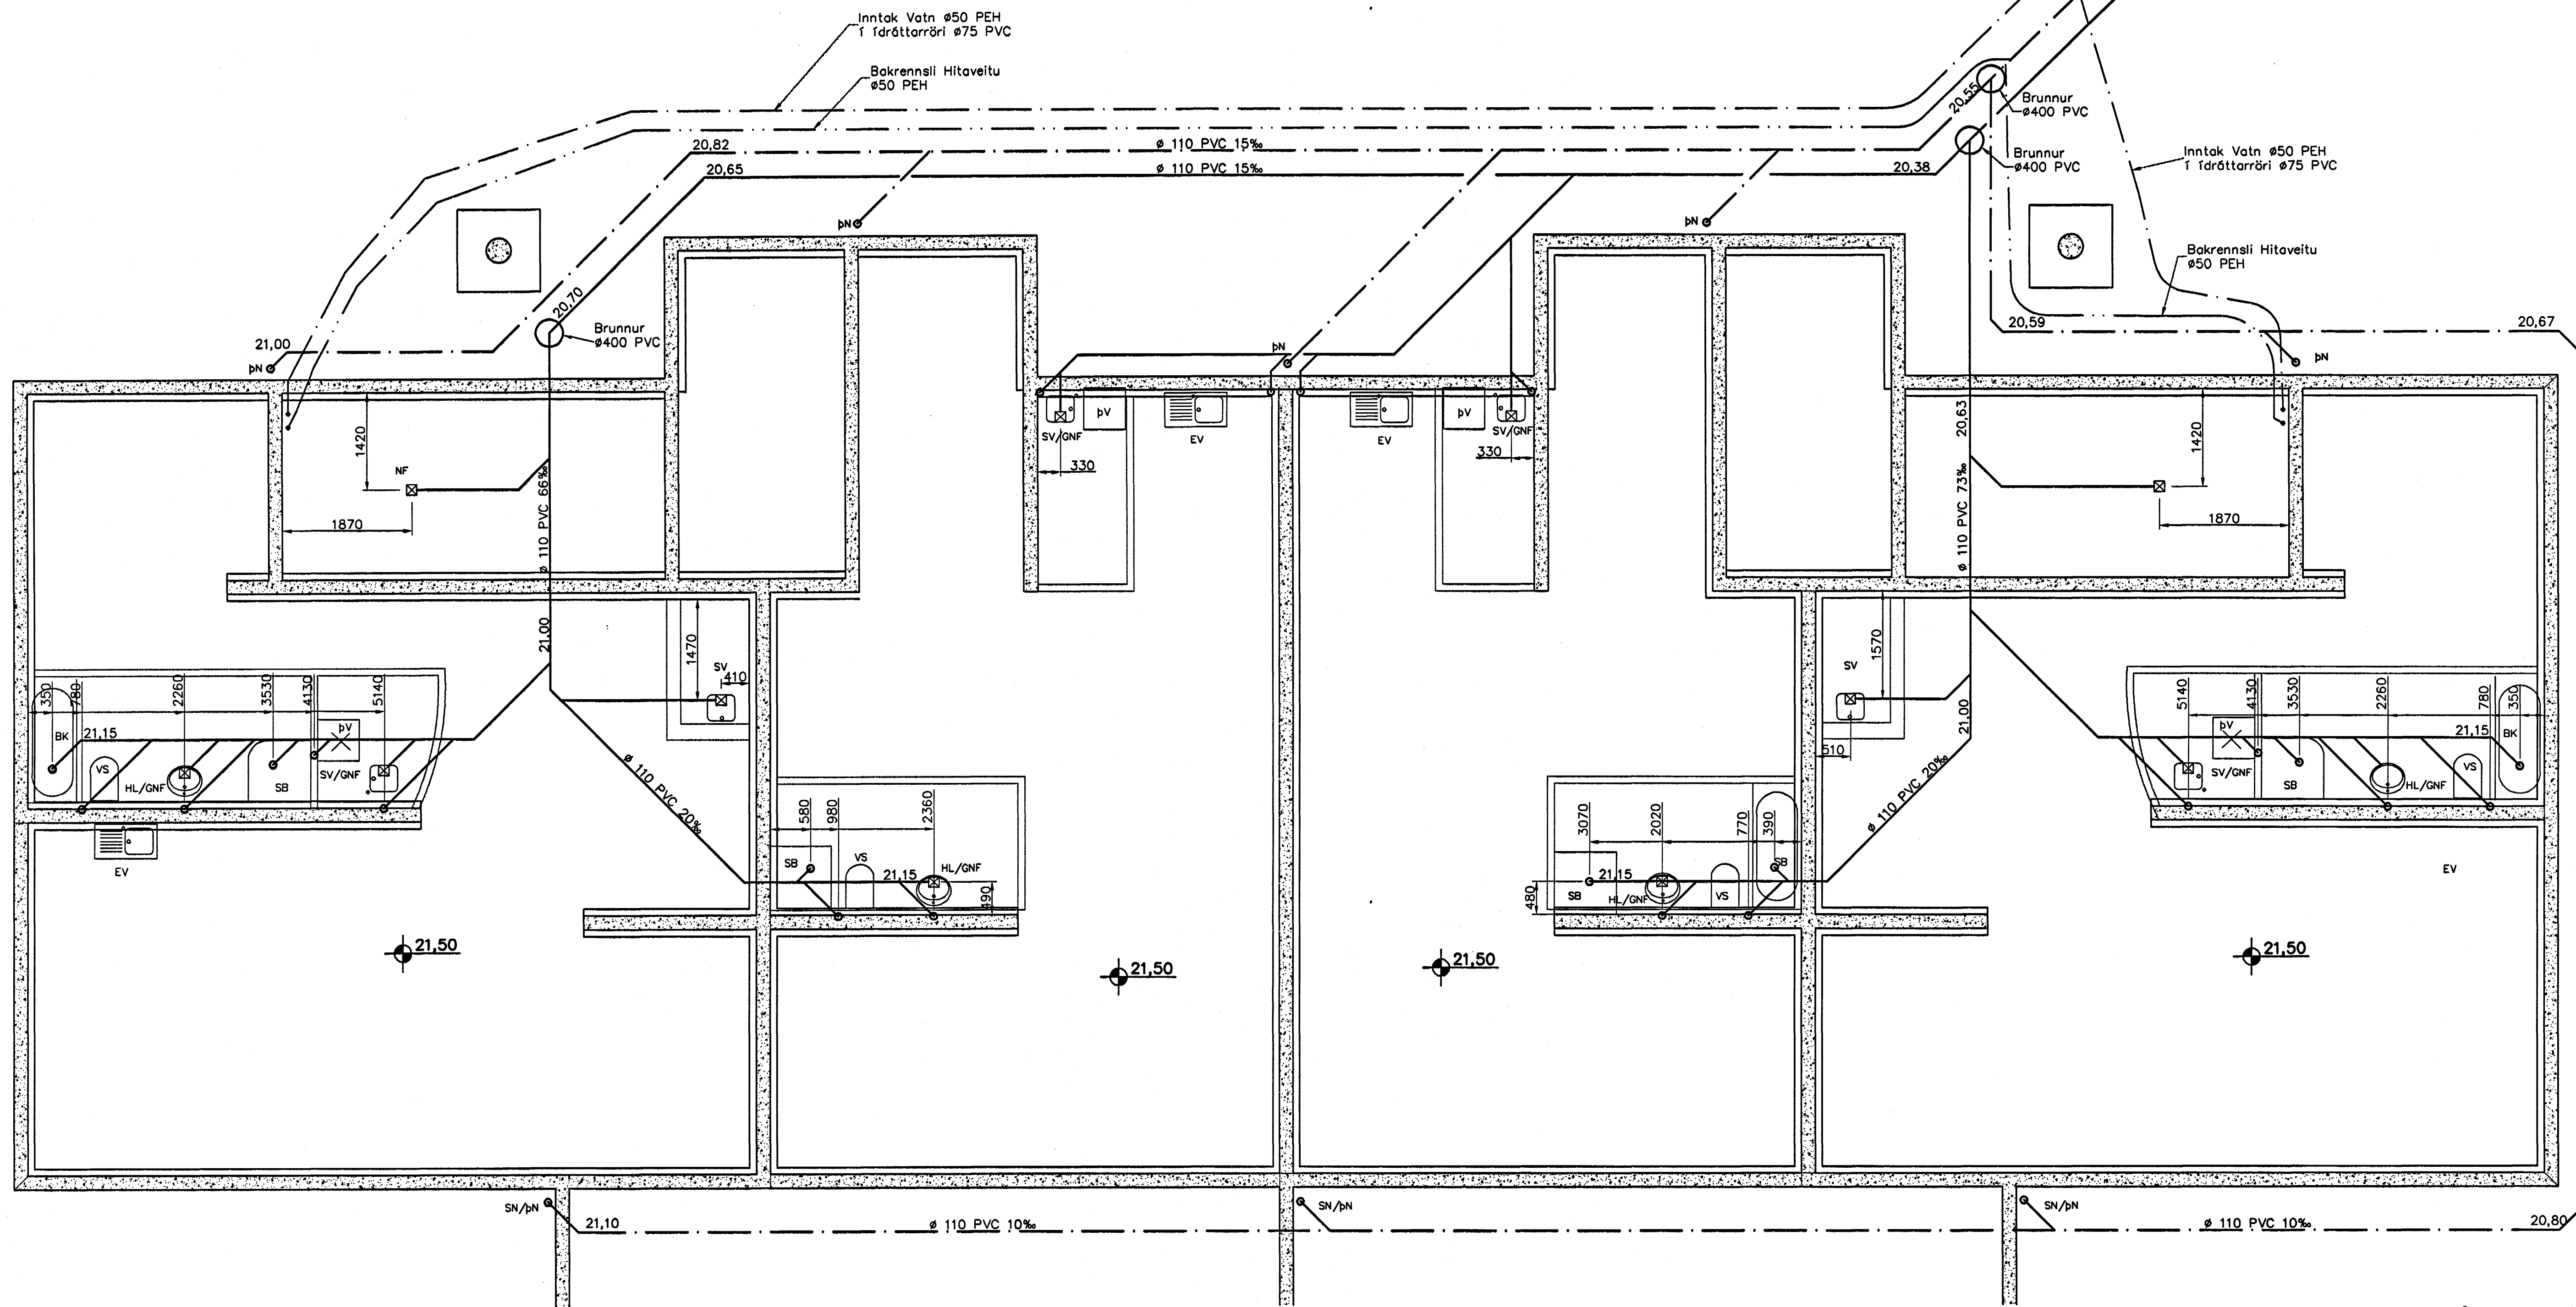 Inntak Vatn ø50 PEH
í ídráttarröri ø75 PVC
Bakrennsli Hitaveitu
ø50 PEH
20,55
Brunnur
ø400 PVC
20,82
ø 110 PVC 15‰
20,65
ø 110 PVC 15‰
20,38
Brunnur
ø400 PVC
Inntak Vatn ø50 PEH
í ídráttarröri ø75 PVC
þN
þN
Bakrennsli Hitaveitu
ø50 PEH
20,70
Brunnur
ø400 PVC
21,00
þN
þN
20,59
20,67
þN
1420
NF
1870
ø 110 PVC 66‰
21,00
SV/GNF
þV
EV
330
EV
þV
SV/GNF
330
20,63
ø 110 PVC 73‰
1420
1870
1470
SV
410
1570
SV
510
21,00
350
780
2260
3530
4130
5140
BK
21,15
VS
HL/GNF
SB
SV/GNF
þV
EV
5140
4130
3530
2260
780
350
þV
21,15
BK
SV/GNF
SB
HL/GNF
VS
EV
ø 110 PVC 20‰
580
980
2360
SB
VS
21,15
HL/GNF
490
3070
2020
770
390
480
21,15
SB
HL/GNF
VS
SB
ø 110 PVC 20‰
21,50
21,50
21,50
21,50
SN/þN
21,10
ø 110 PVC 10‰
SN/þN
SN/þN
ø 110 PVC 10‰
20,80